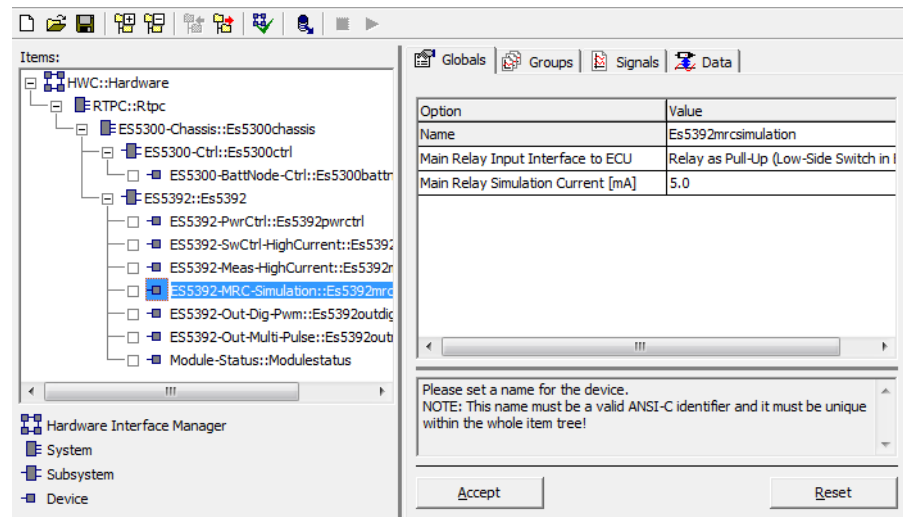 Items:
HWC::Hardware
RTPC::Rtpc
ES5300-Chassis::Es5300chassis
ES5300-Ctrl::Es5300ctrl
ES5300-BattNode-Ctrl::Es5300battn
ES5392::Es5392
ES5392-PwrCtrl::Es5392pwrctrl
ES5392-SwCtrl-HighCurrent::Es5392
ES5392-Meas-HighCurrent::Es5392
ES5392-MRC-Simulation::Es5392mrc
ES5392-Out-Dig-Pwm::Es5392outdig
ES5392-Out-Multi-Pulse::Es5392out
Module-Status::Modulestatus
Hardware Interface Manager
System
Subsystem
Device
Globals Groups Signals Data
Option Value
Name Es5392mrcsimulation
Main Relay Input Interface to ECU Relay as Pull-Up (Low-Side Switch in
Main Relay Simulation Current [mA] 5.0
Please set a name for the device.
NOTE: This name must be a valid ANSI-C identifier and it must be unique
within the whole item tree!
Accept Reset